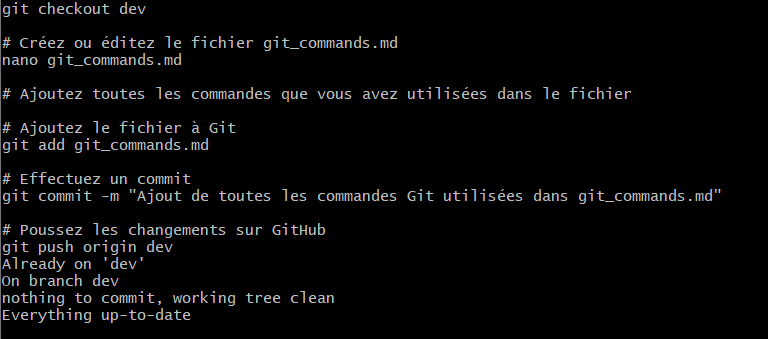 git checkout dev
# Créez ou éditez le fichier git_commands.md
nano git_commands.md
# Ajoutez toutes les commandes que vous avez utilisées dans le fichier
# Ajoutez le fichier à Git
git add git_commands.md
# Effectuez un commit
git commit -m "Ajout de toutes les commandes Git utilisées dans git_commands.md"
# Poussez les changements sur GitHub
git push origin dev
Already on 'dev'
On branch dev
nothing to commit, working tree clean
Everything up-to-date